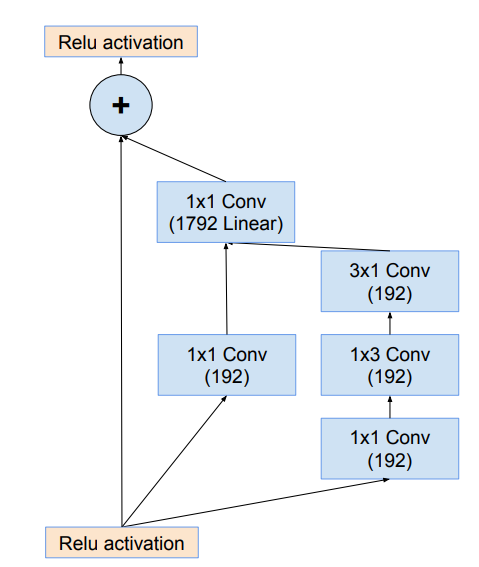 Relu activation
+
1x1 Conv
(1792 Linear)
3x1 Conv
(192)
1x1 Conv
(192)
1x3 Conv
(192)
1x1 Conv
(192)
Relu activation